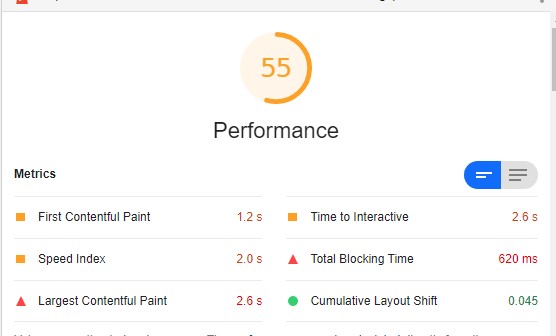 55
Performance
Metrics
First Contentful Paint 1.2 s
Time to Interactive 2.6 s
Speed Index 2.0 s
Total Blocking Time 620 ms
Largest Contentful Paint 2.6 s
Cumulative Layout Shift 0.045